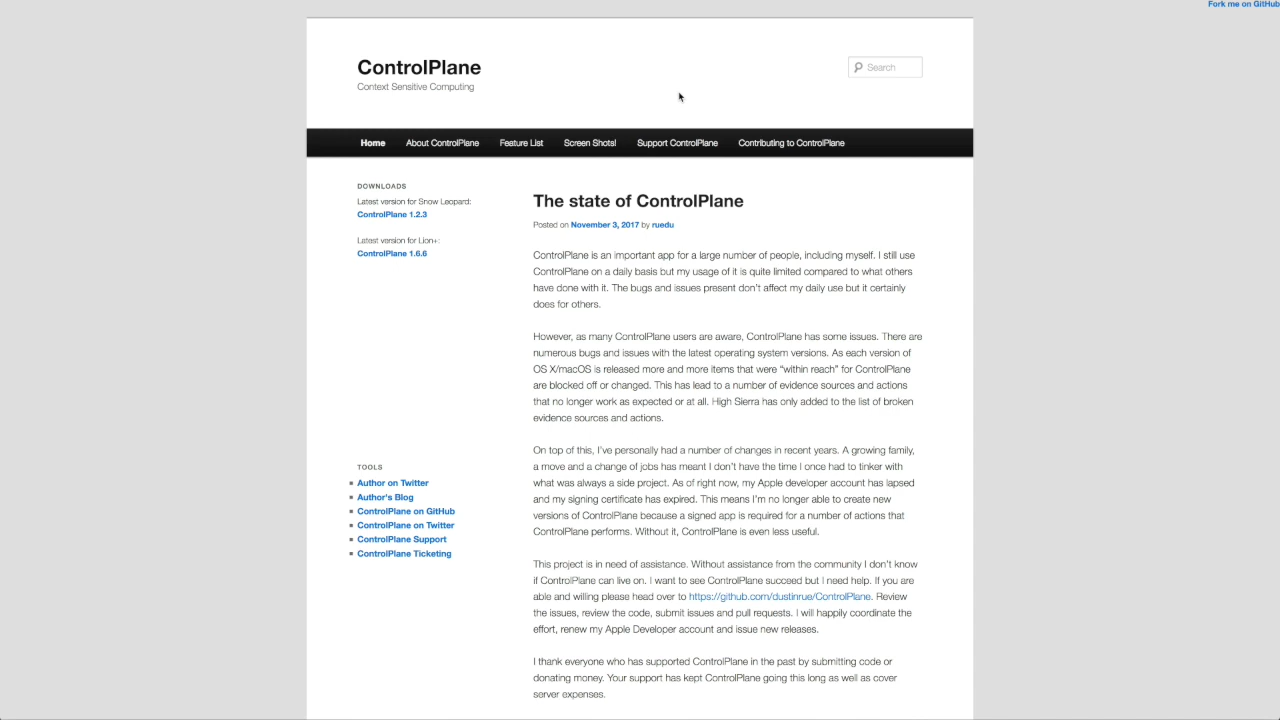 Fork me on GitHub
ControlPlane
Context Sensitive Computing
Search
Home About ControlPlane Feature List Screen Shots! Support ControlPlane Contributing to ControlPlane
DOWNLOADS
Latest version for Snow Leopard:
ControlPlane 1.2.3
Latest version for Lion+:
ControlPlane 1.6.6
TOOLS
Author on Twitter
Author's Blog
ControlPlane on GitHub
ControlPlane on Twitter
ControlPlane Support
ControlPlane Ticketing
The state of ControlPlane
Posted on November 3, 2017 by ruedu
ControlPlane is an important app for a large number of people, including myself. I still use
ControlPlane on a daily basis but my usage of it is quite limited compared to what others
have done with it. The bugs and issues present don't affect my daily use but it certainly
does for others.
However, as many ControlPlane users are aware, ControlPlane has some issues. There are
numerous bugs and issues with the latest operating system versions. As each version of
OS X/macOS is released more and more items that were “within reach” for ControlPlane
are blocked off or changed. This has lead to a number of evidence sources and actions
that no longer work as expected or at all. High Sierra has only added to the list of broken
evidence sources and actions.
On top of this, I've personally had a number of changes in recent years. A growing family,
a move and a change of jobs has meant I don't have the time I once had to tinker with
what was always a side project. As of right now, my Apple developer account has lapsed
and my signing certificate has expired. This means I'm no longer able to create new
versions of ControlPlane because a signed app is required for a number of actions that
ControlPlane performs. Without it, ControlPlane is even less useful.
This project is in need of assistance. Without assistance from the community I don't know
if ControlPlane can live on. I want to see ControlPlane succeed but I need help. If you are
able and willing please head over to https://github.com/dustinrue/ControlPlane. Review
the issues, review the code, submit issues and pull requests. I will happily coordinate the
effort, renew my Apple Developer account and issue new releases.
I thank everyone who has supported ControlPlane in the past by submitting code or
donating money. Your support has kept ControlPlane going this long as well as cover
server expenses.